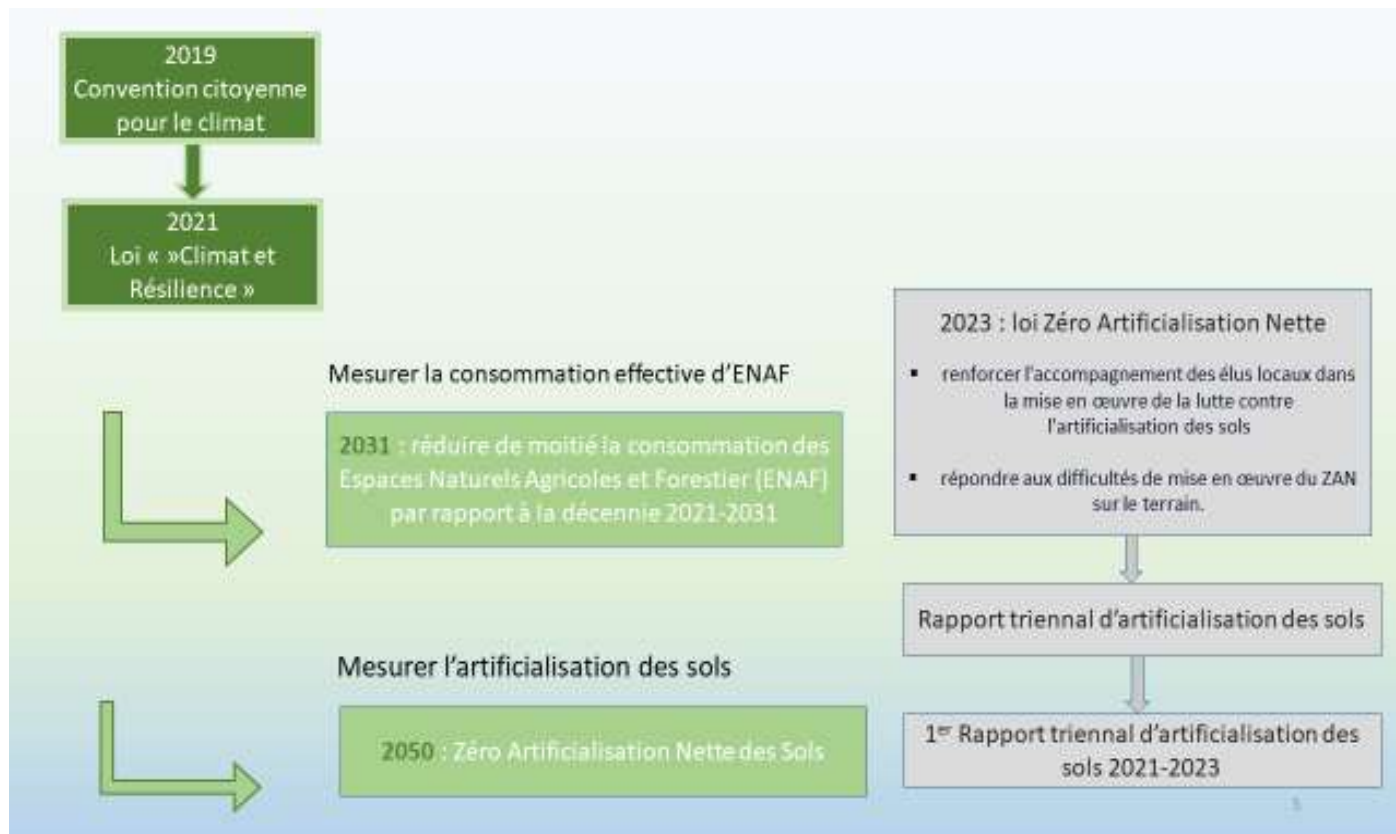 2019
Convention citoyenne
pour le climat
2021
Loi « »Climat et
Résilience »
Mesurer la consommation effective d’ENAF
2031 : réduire de moitié la consommation des
Espaces Naturels Agricoles et Forestier (ENAF)
par rapport à la décennie 2021-2031
Mesurer l’artificialisation des sols
2050 : Zéro Artificialisation Nette des Sols
2023 : loi Zéro Artificialisation Nette
▪ renforcer l'accompagnement des élus locaux dans
la mise en œuvre de la lutte contre
l'artificialisation des sols
▪ répondre aux difficultés de mise en œuvre du ZAN
sur le terrain.
Rapport triennal d’artificialisation des sols
1er Rapport triennal d’artificialisation des
sols 2021-2023